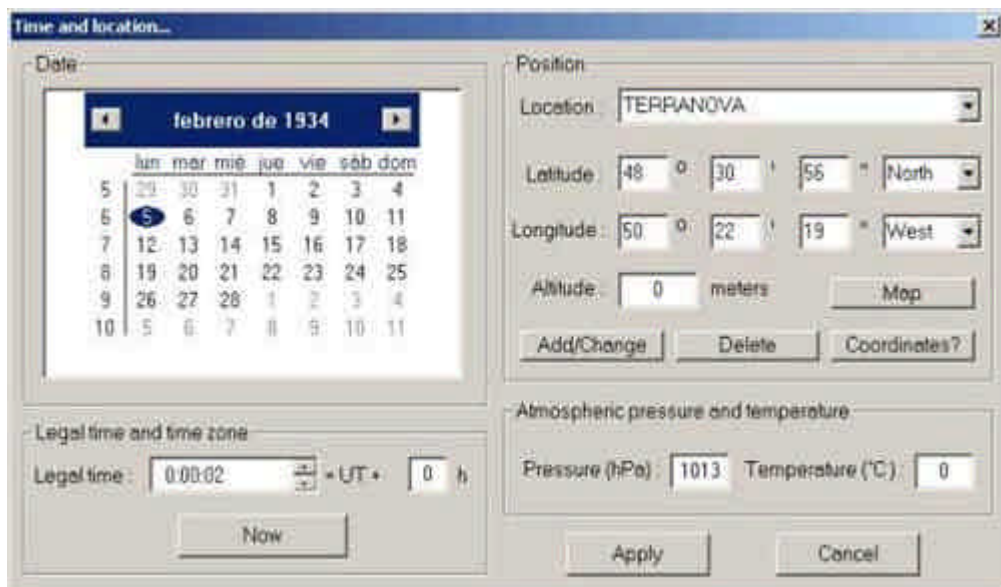 Time and location...
Date
febrero de 1934
lun mar mié jue vie sáb dom
5 29 30 31 1 2 3 4
6 5 6 7 8 9 10 11
7 12 13 14 15 16 17 18
8 19 20 21 22 23 24 25
9 26 27 28 1 2 3 4
10 5 6 7 8 9 10 11
Legal time and time zone
Legal time : 0:00:02 = UT + 0 h
Now
Position
Location : TERRANOVA
Latitude : 48 º 30 ' 56 " North
Longitude : 50 º 22 ' 19 " West
Altitude : 0 meters
Map
Add/Change Delete Coordinates?
Atmospheric pressure and temperature
Pressure (hPa) : 1013 Temperature (°C) : 0
Apply Cancel